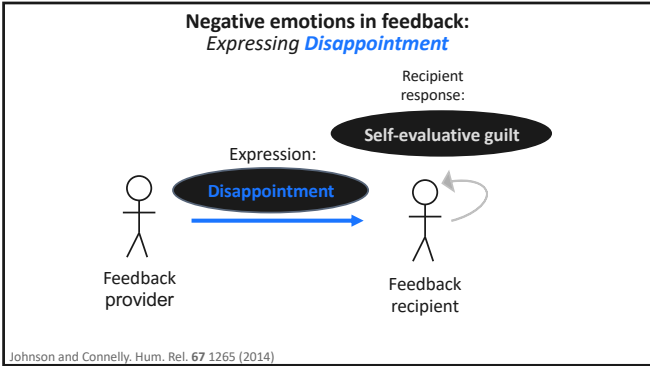 Negative emotions in feedback:
Expressing Disappointment
Recipient
response:
Self-evaluative guilt
Expression:
Disappointment
Feedback
provider
Feedback
recipient
Johnson and Connelly. Hum. Rel. 67 1265 (2014)